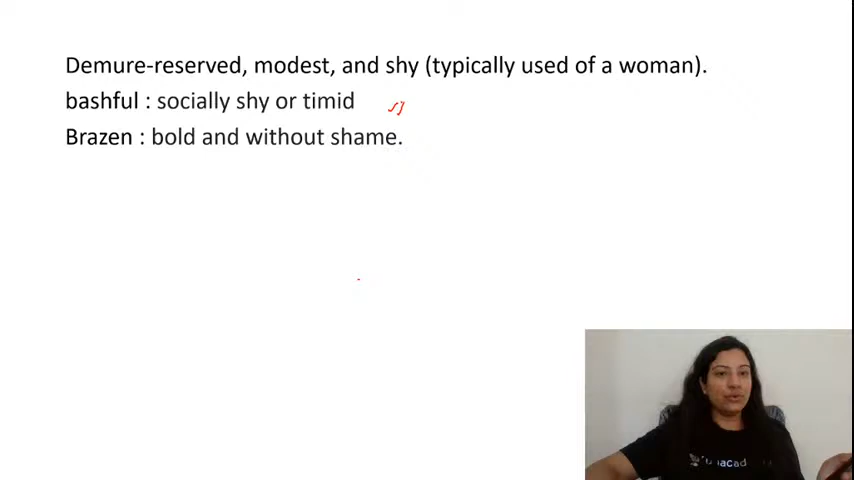 Demure-reserved, modest, and shy (typically used of a woman).
bashful : socially shy or timid
Brazen : bold and without shame.